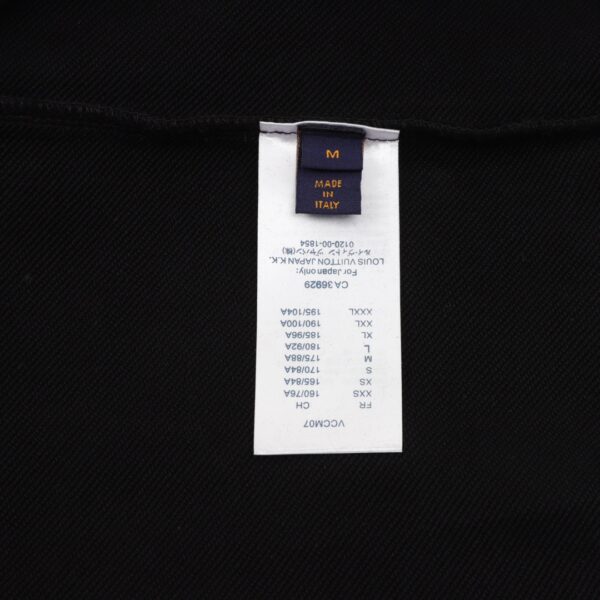 M
MADE
IN
ITALY
VCCM07
FR CH
XXS 160/76A
XS 165/84A
S 170/84A
M 175/88A
L 180/92A
XL 185/96A
XXL 190/100A
XXXL 195/104A
CA 36929
For Japan only:
LOUIS VUITTON JAPAN K.K.
ルイ・ヴィトン ジャパン(株)
0120-00-1854